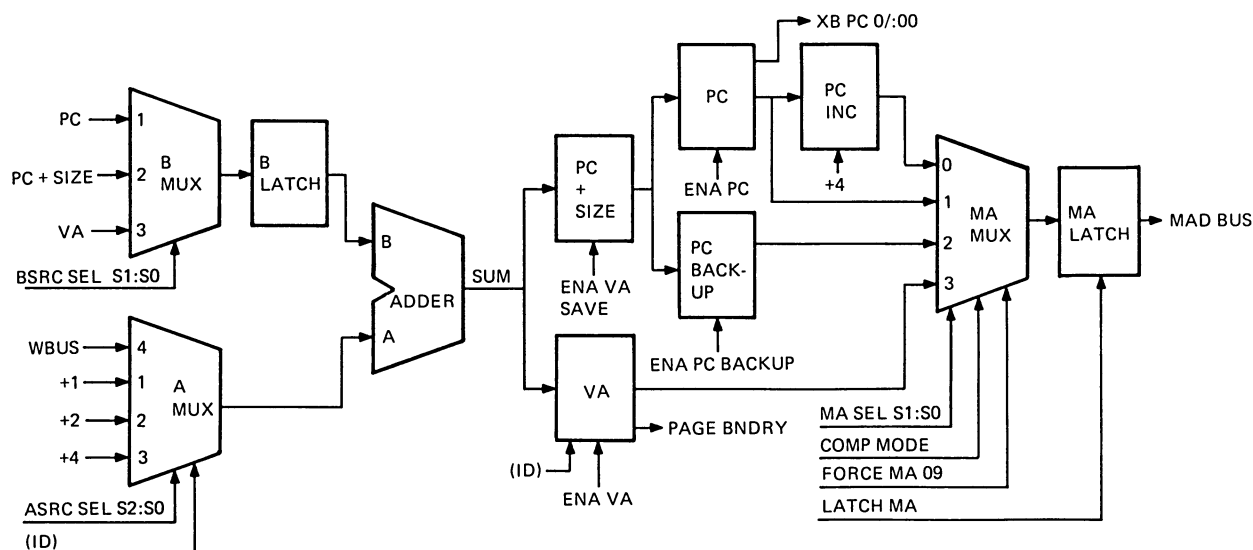 XB PC 0/:00
PC
PC
INC
+4
ENA PC
PC
PC + SIZE
VA
1
2
3
B
MUX
B
LATCH
BSRC SEL S1:S0
WBUS
+1
+2
+4
4
1
2
3
A
MUX
ASRC SEL S2:S0
(ID)
B
ADDER
A
SUM
PC
+
SIZE
ENA VA
SAVE
PC
BACK-
UP
ENA PC BACKUP
VA
PAGE BNDRY
(ID)
ENA VA
0
1
2
3
MA
MUX
MA
LATCH
MAD BUS
MA SEL S1:S0
COMP MODE
FORCE MA 09
LATCH MA